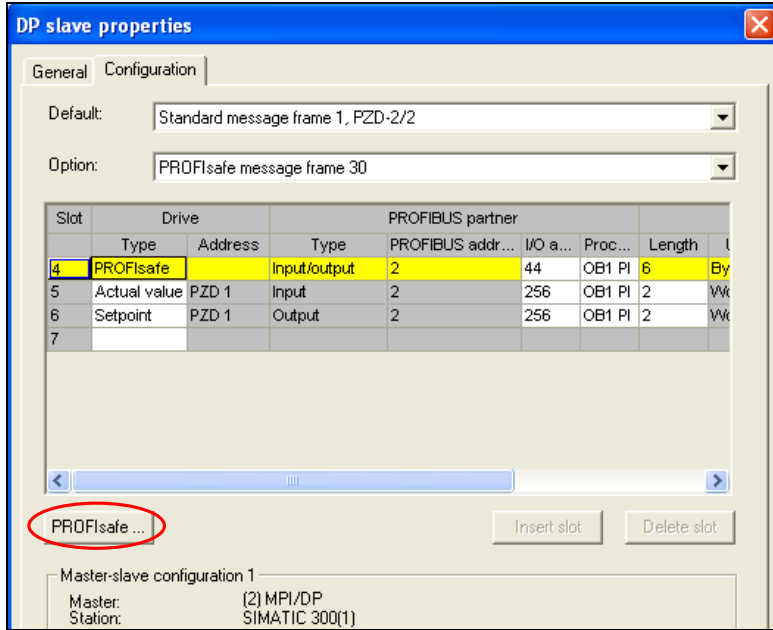 DP slave properties
General Configuration
Default: Standard message frame 1, PZD-2/2
Option: PROFIsafe message frame 30
Slot Drive PROFIBUS partner
Type Address Type PROFIBUS addr... I/O a... Proc... Length
4 PROFIsafe Input/output 2 44 OB1 PI 6 By
5 Actual value PZD 1 Input 2 256 OB1 PI 2
6 Setpoint PZD 1 Output 2 256 OB1 PI 2
7
PROFIsafe ... Insert slot Delete slot
Master-slave configuration 1
Master: (2) MPI/DP
Station: SIMATIC 300(1)